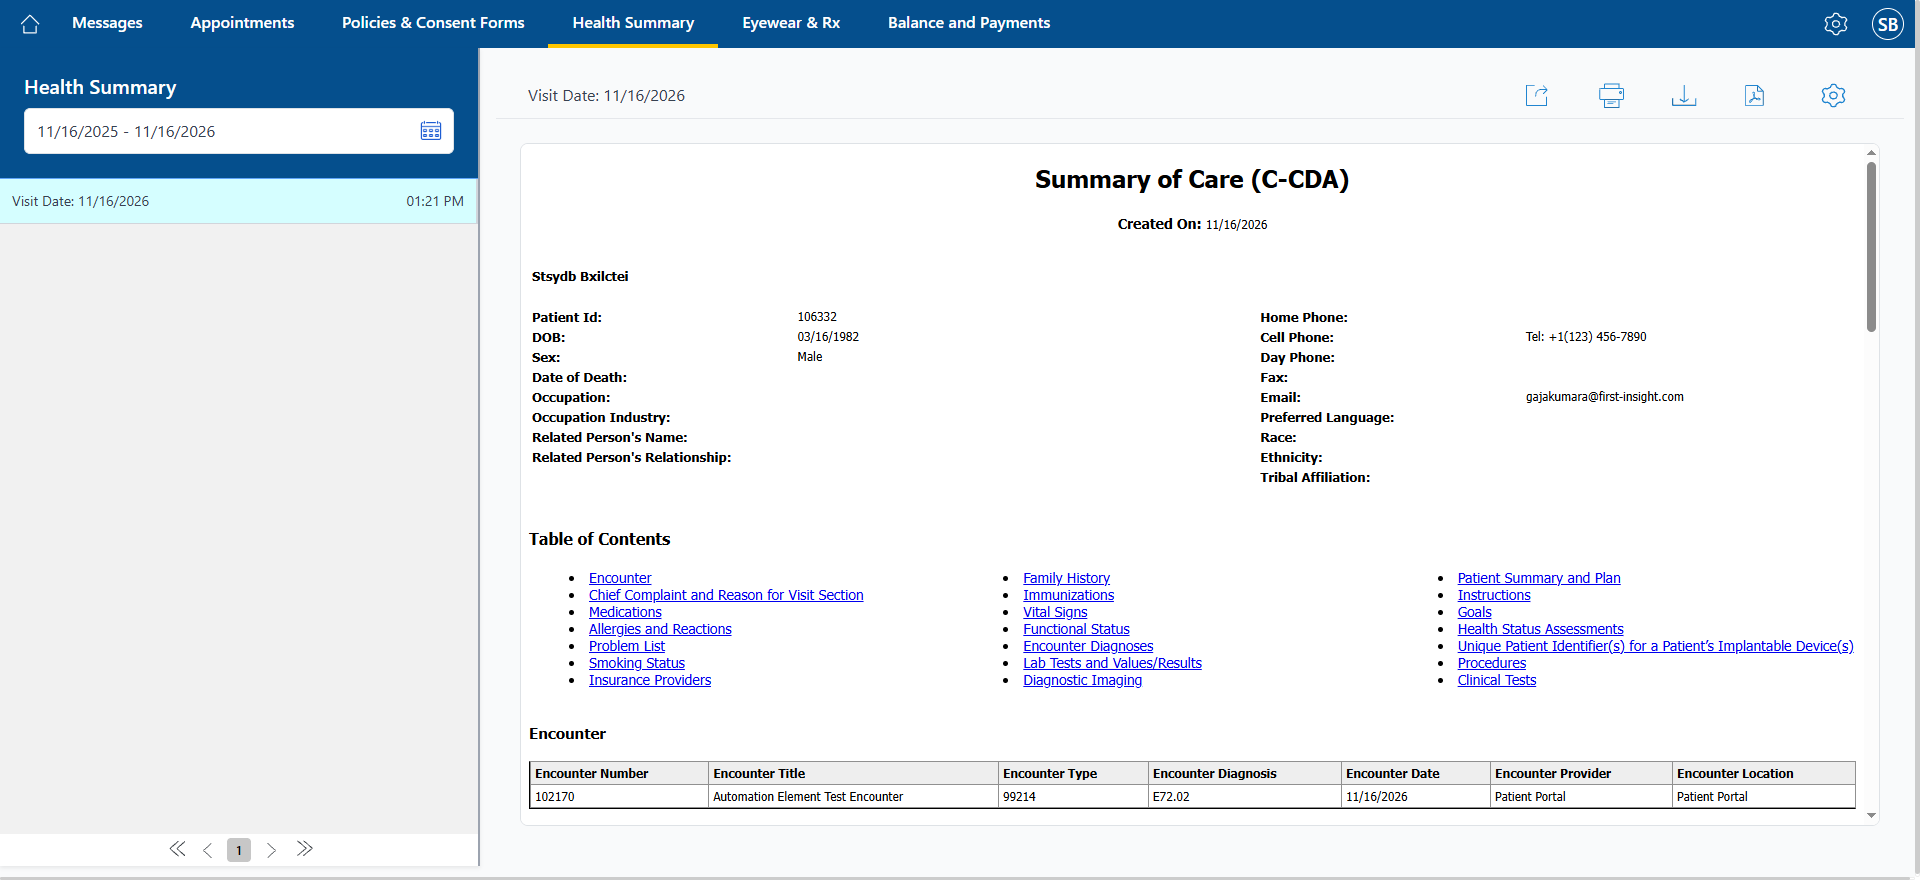 Messages Appointments Policies & Consent Forms Health Summary Eyewear & Rx Balance and Payments SB
Health Summary
11/16/2025 - 11/16/2026
Visit Date: 11/16/2026 01:21 PM
1
Visit Date: 11/16/2026
Summary of Care (C-CDA)
Created On: 11/16/2026
Stsydb Bxilctei
Patient Id: 106332
DOB: 03/16/1982
Sex: Male
Date of Death:
Occupation:
Occupation Industry:
Related Person's Name:
Related Person's Relationship:
Home Phone:
Cell Phone: Tel: +1(123) 456-7890
Day Phone:
Fax:
Email: gajakumara@first-insight.com
Preferred Language:
Race:
Ethnicity:
Tribal Affiliation:
Table of Contents
Encounter
Chief Complaint and Reason for Visit Section
Medications
Allergies and Reactions
Problem List
Smoking Status
Insurance Providers
Family History
Immunizations
Vital Signs
Functional Status
Encounter Diagnoses
Lab Tests and Values/Results
Diagnostic Imaging
Patient Summary and Plan
Instructions
Goals
Health Status Assessments
Unique Patient Identifier(s) for a Patient’s Implantable Device(s)
Procedures
Clinical Tests
Encounter
Encounter Number Encounter Title Encounter Type Encounter Diagnosis Encounter Date Encounter Provider Encounter Location
102170 Automation Element Test Encounter 99214 E72.02 11/16/2026 Patient Portal Patient Portal